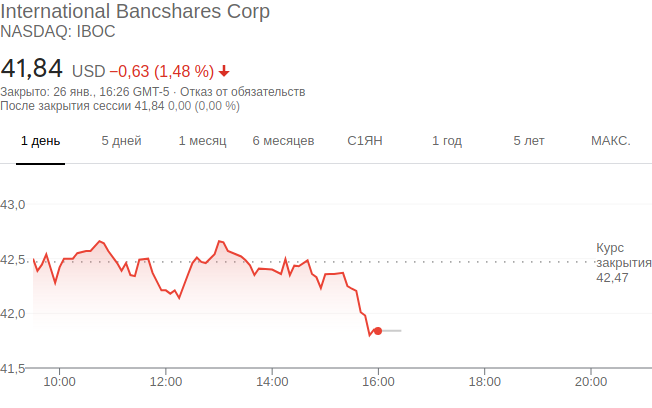 International Bancshares Corp
NASDAQ: IBOC
41,84 USD −0,63 (1,48 %)
Закрыто: 26 янв., 16:26 GMT-5 · Отказ от обязательств
После закрытия сессии 41,84 0,00 (0,00 %)
1 день 5 дней 1 месяц 6 месяцев С1ЯН 1 год 5 лет МАКС.
43,0
42,5
42,0
41,5
Курс
закрытия
42,47
10:00 12:00 14:00 16:00 18:00 20:00